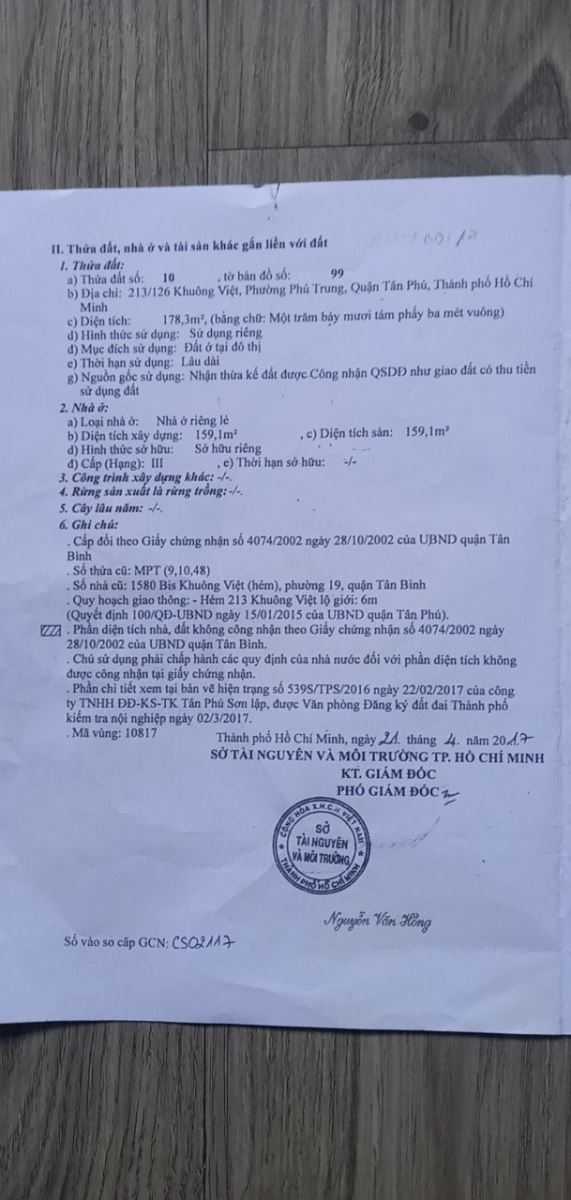 II. Thửa đất, nhà ở và tài sản khác gắn liền với đất
1. Thửa đất:
a) Thửa đất số: 10 , tờ bản đồ số: 99
b) Địa chỉ: 213/126 Khuông Việt, Phường Phú Trung, Quận Tân Phú, Thành phố Hồ Chí
Minh
c) Diện tích: 178,3m², (bằng chữ: Một trăm bảy mươi tám phẩy ba mét vuông)
d) Hình thức sử dụng: Sử dụng riêng
đ) Mục đích sử dụng: Đất ở tại đô thị
e) Thời hạn sử dụng: Lâu dài
g) Nguồn gốc sử dụng: Nhận thừa kế đất được Công nhận QSDĐ như giao đất có thu tiền
sử dụng đất
2. Nhà ở:
a) Loại nhà ở: Nhà ở riêng lẻ
b) Diện tích xây dựng: 159,1m² , c) Diện tích sàn: 159,1m²
d) Hình thức sở hữu: Sở hữu riêng
đ) Cấp (Hạng): III , e) Thời hạn sở hữu: -/-
3. Công trình xây dựng khác: -/-.
4. Rừng sản xuất là rừng trồng: -/-.
5. Cây lâu năm: -/-.
6. Ghi chú:
. Cấp đổi theo Giấy chứng nhận số 4074/2002 ngày 28/10/2002 của UBND quận Tân
Bình
. Số thửa cũ: MPT (9,10,48)
. Số nhà cũ: 1580 Bis Khuông Việt (hẻm), phường 19, quận Tân Bình
. Quy hoạch giao thông: - Hẻm 213 Khuông Việt lộ giới: 6m
(Quyết định 100/QĐ-UBND ngày 15/01/2015 của UBND quận Tân Phú).
. Phần diện tích nhà, đất không công nhận theo Giấy chứng nhận số 4074/2002 ngày
28/10/2002 của UBND quận Tân Bình.
. Chủ sử dụng phải chấp hành các quy định của nhà nước đối với phần diện tích không
được công nhận tại giấy chứng nhận.
. Phần chi tiết xem tại bản vẽ hiện trạng số 539S/TPS/2016 ngày 22/02/2017 của công
ty TNHH ĐĐ-KS-TK Tân Phú Sơn lập, được Văn phòng Đăng ký đất đai Thành phố
kiểm tra nội nghiệp ngày 02/3/2017.
. Mã vùng: 10817
Thành phố Hồ Chí Minh, ngày 21. tháng 4. năm 2017
SỞ TÀI NGUYÊN VÀ MÔI TRƯỜNG TP. HỒ CHÍ MINH
KT. GIÁM ĐỐC
PHÓ GIÁM ĐỐC
CỘNG HÒA X.H.C.N VIỆT NAM
SỞ
TÀI NGUYÊN
VÀ MÔI TRƯỜNG
THÀNH PHỐ HỒ CHÍ MINH
Nguyễn Văn Hồng
Số vào sổ cấp GCN: CS02117